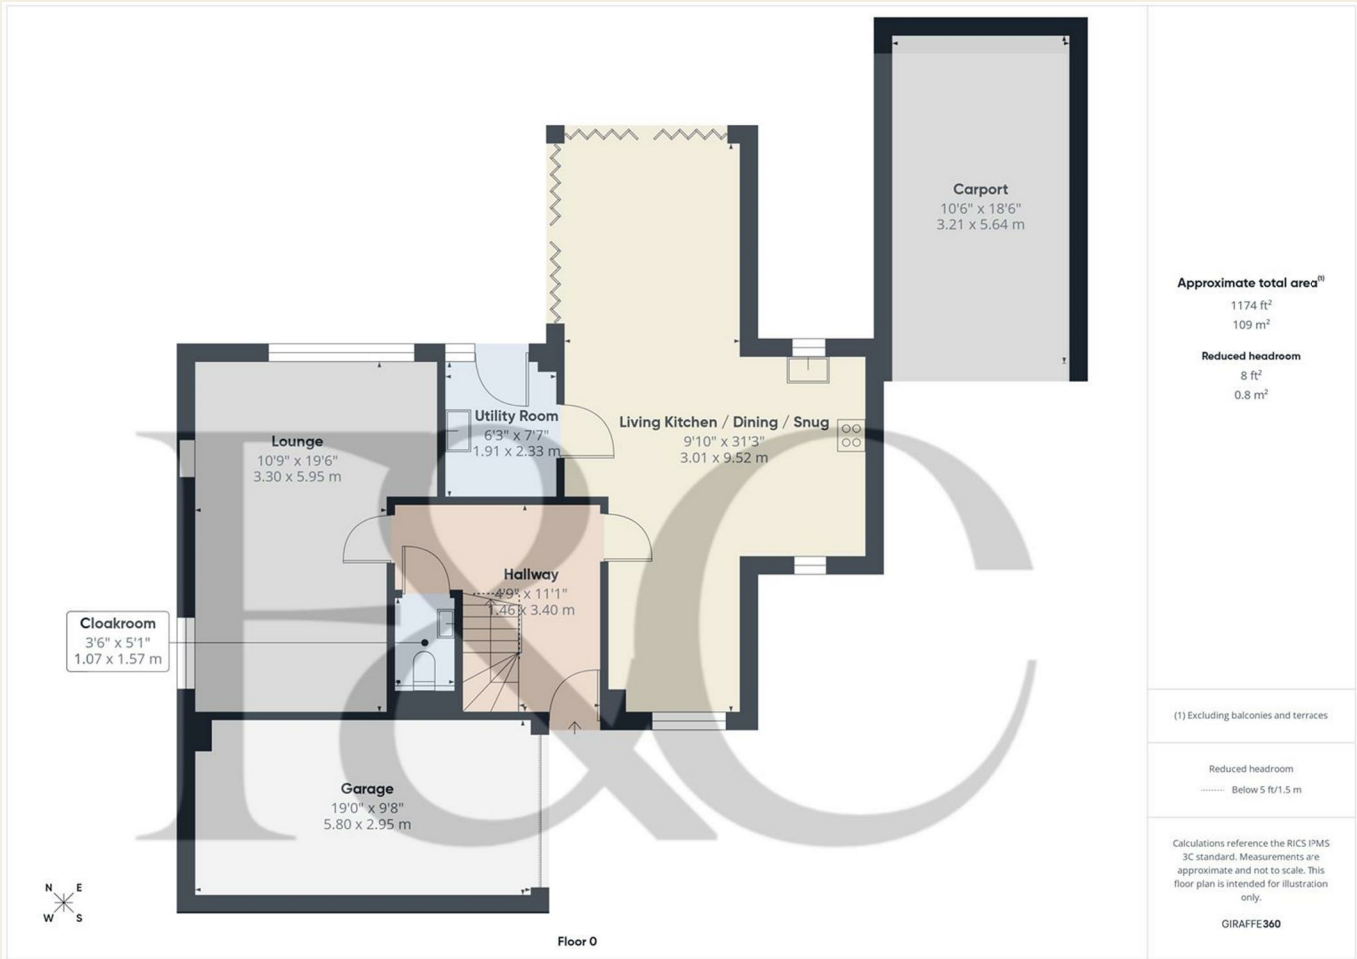 Carport
10'6" x 18'6"
3.21 x 5.64 m
Approximate total area(1)
1174 ft²
109 m²
Reduced headroom
8 ft²
0.8 m²
Living Kitchen / Dining / Snug
9'10" x 31'3"
3.01 x 9.52 m
Utility Room
6'3" x 7'7"
1.91 x 2.33 m
Lounge
10'9" x 19'6"
3.30 x 5.95 m
Hallway
4'9" x 11'1"
1.46 x 3.40 m
Cloakroom
3'6" x 5'1"
1.07 x 1.57 m
Garage
19'0" x 9'8"
5.80 x 2.95 m
F&C
(1) Excluding balconies and terraces
Reduced headroom
Below 5 ft/1.5 m
Calculations reference the RICS IPMS
3C standard. Measurements are
approximate and not to scale. This
floor plan is intended for illustration
only.
GIRAFFE360
N E
W S
Floor 0